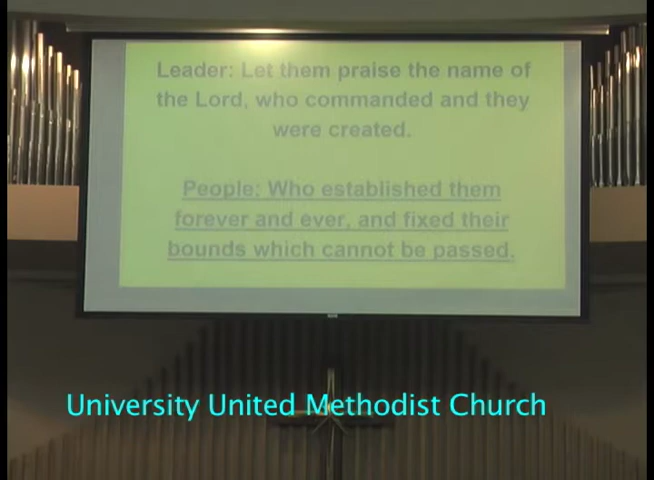 Leader: Let them praise the name of
the Lord, who commanded and they
were created.
People: Who established them
forever and ever, and fixed their
bounds which cannot be passed.
University United Methodist Church